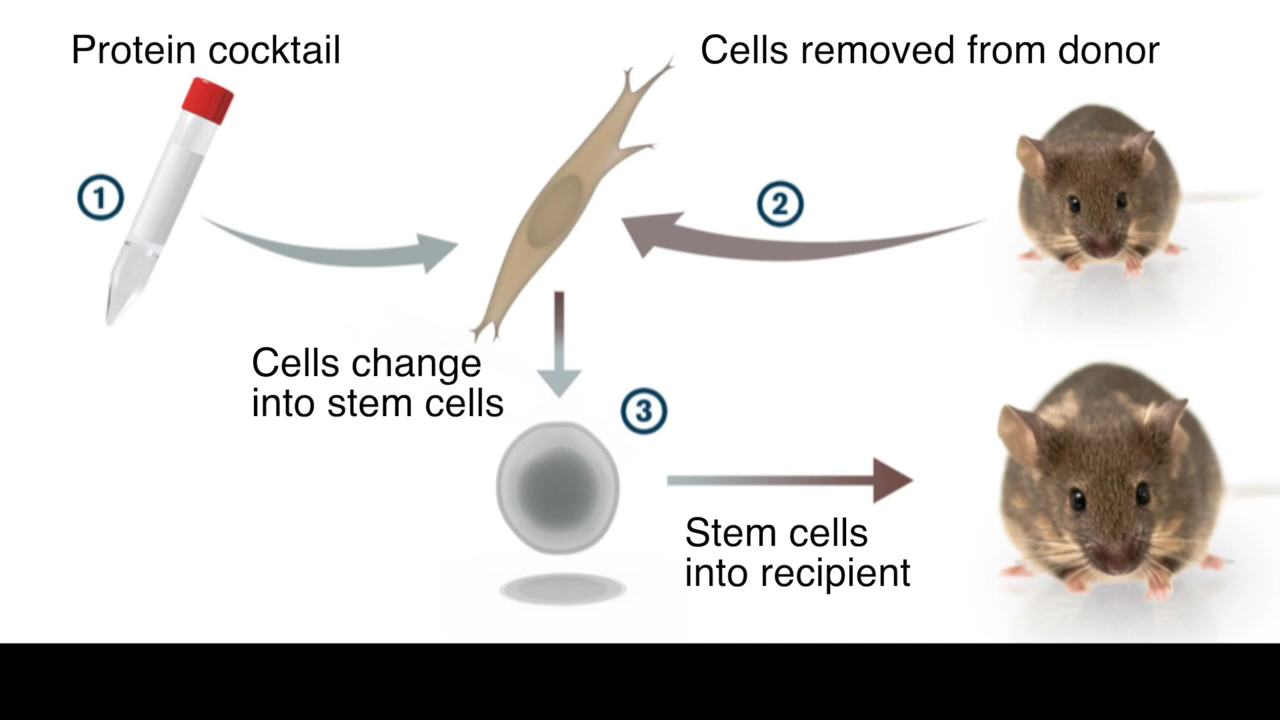 Protein cocktail
Cells removed from donor
1
2
Cells change
into stem cells
3
Stem cells
into recipient